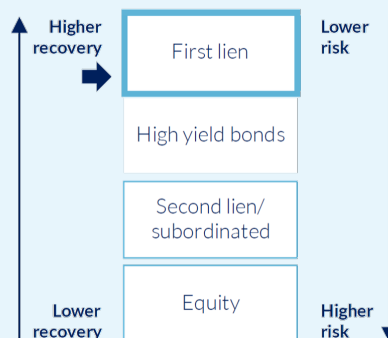 Higher
recovery
First lien
Lower
risk
High yield bonds
Second lien/
subordinated
Equity
Lower
recovery
Higher
risk